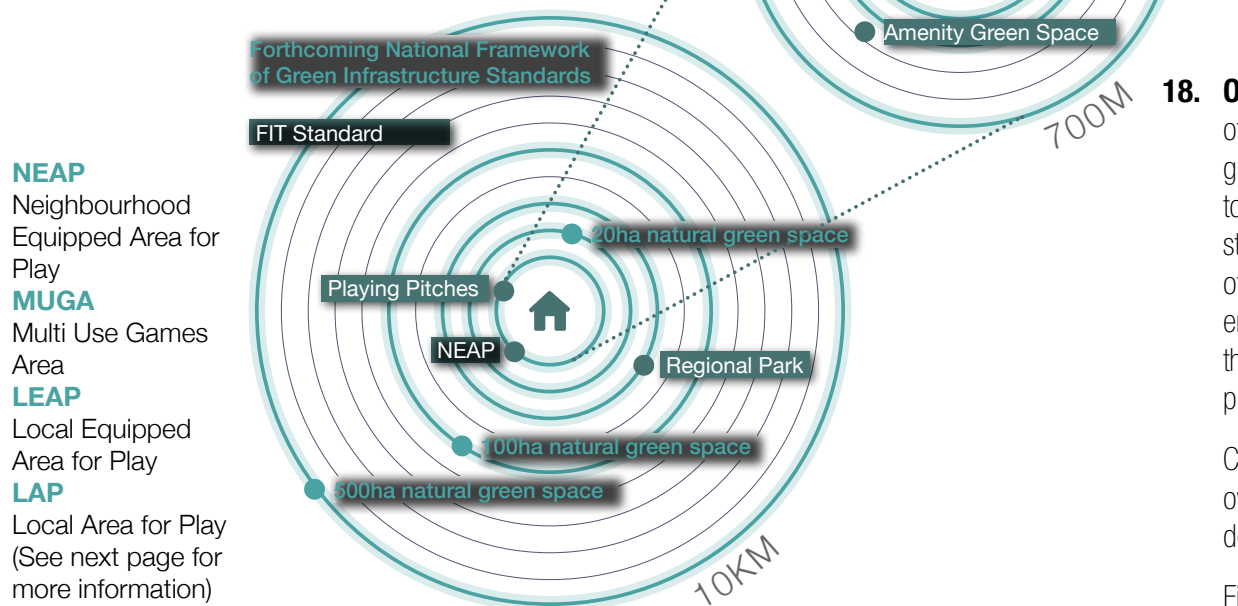 Amenity Green Space
700M
Forthcoming National Framework
of Green Infrastructure Standards
FIT Standard
20ha natural green space
Playing Pitches
NEAP
Regional Park
100ha natural green space
500ha natural green space
10KM
NEAP
Neighbourhood
Equipped Area for
Play
MUGA
Multi Use Games
Area
LEAP
Local Equipped
Area for Play
LAP
Local Area for Play
(See next page for
more information)
18.